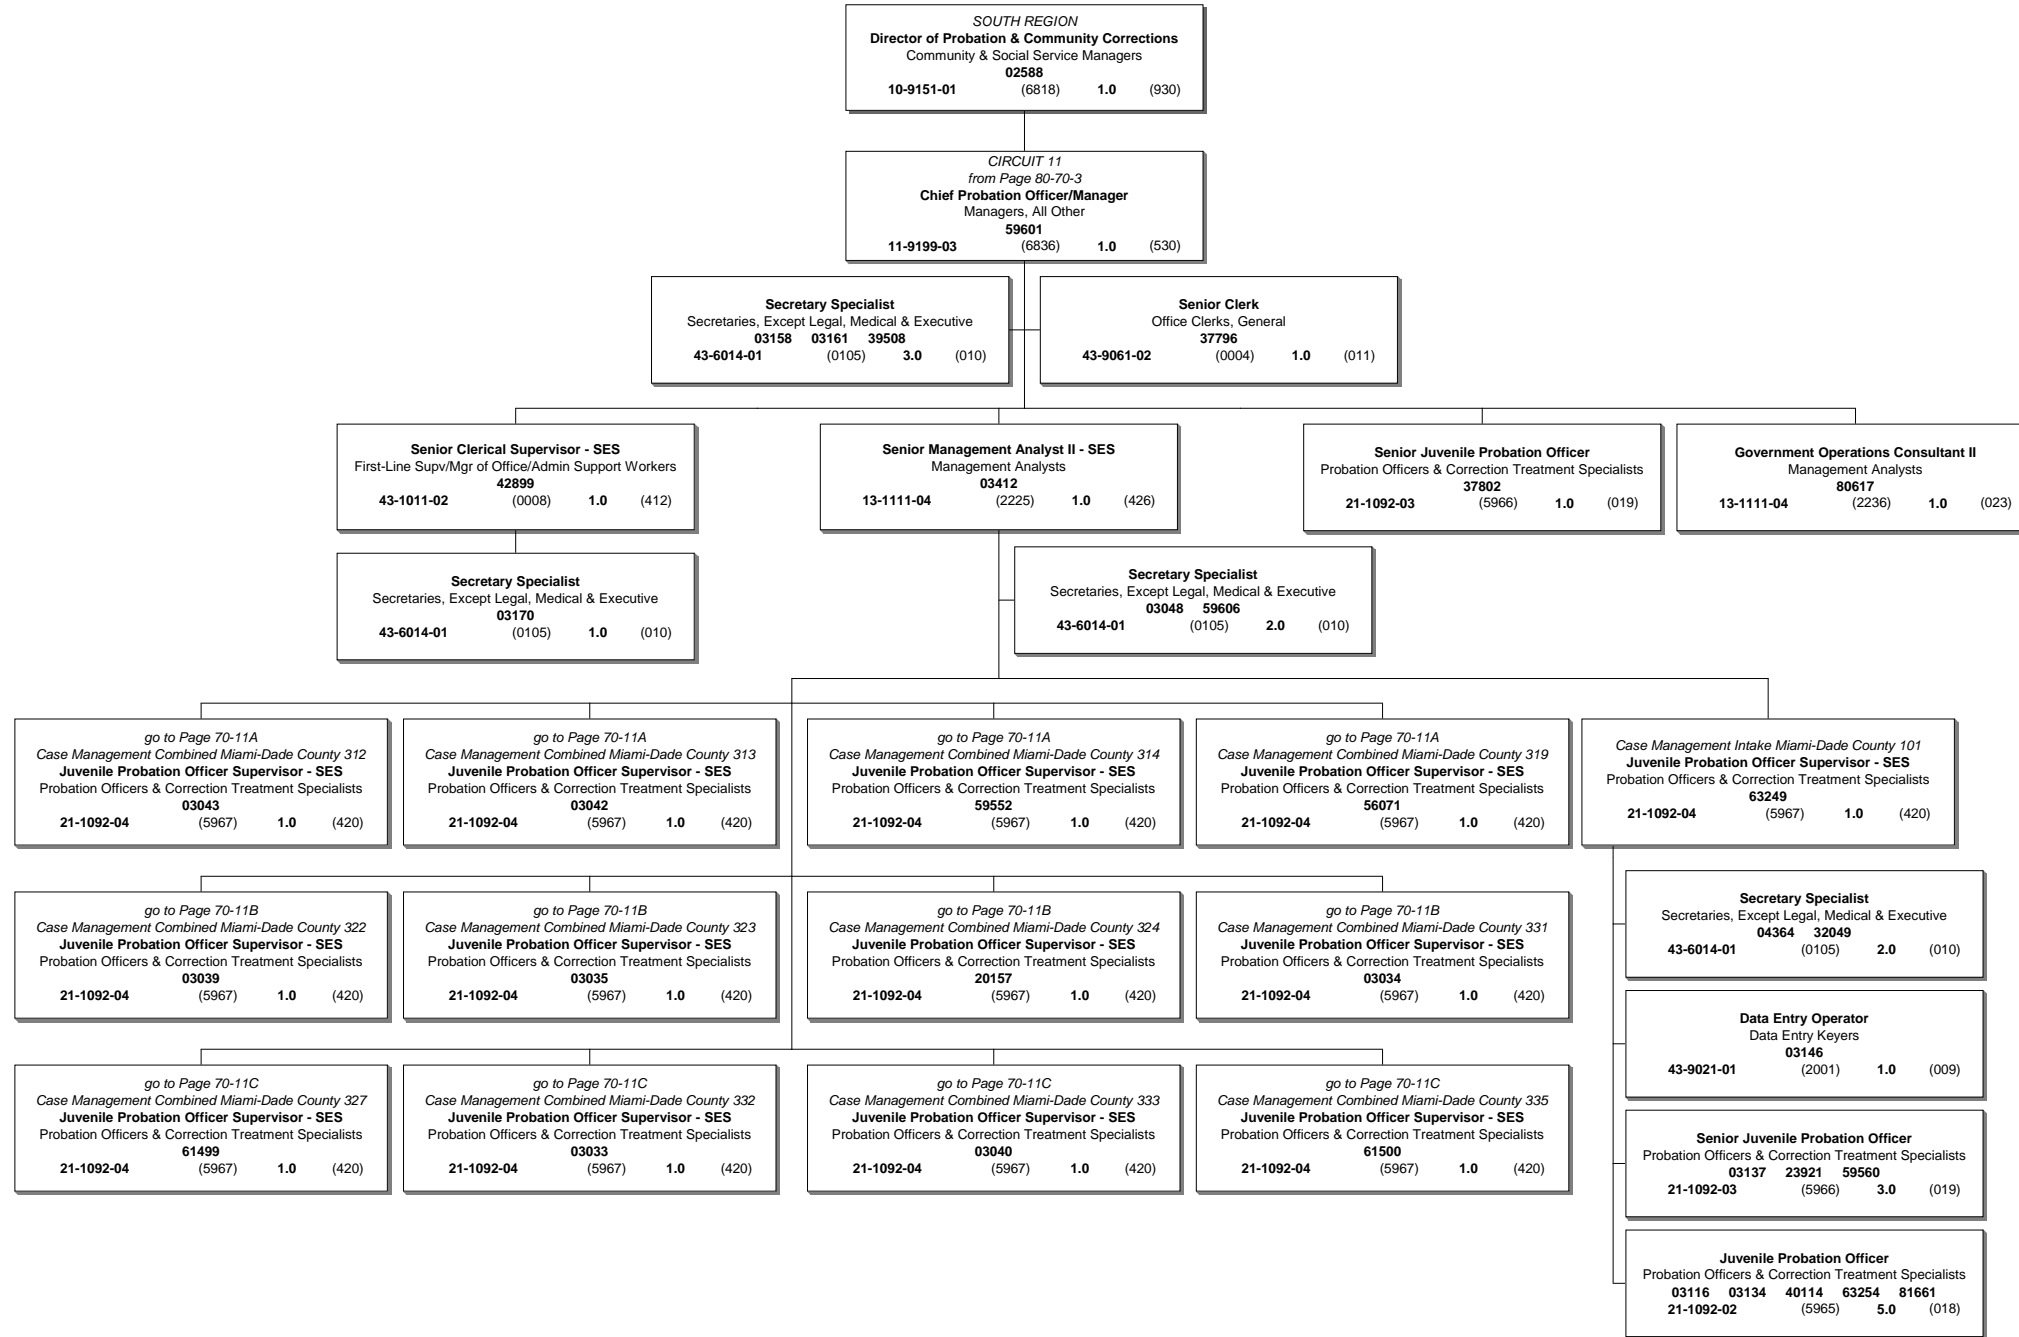 SOUTH REGION
Director of Probation & Community Corrections
Community & Social Service Managers
02588
10-9151-01 (6818) 1.0 (930)
CIRCUIT 11
from Page 80-70-3
Chief Probation Officer/Manager
Managers, All Other
59601
11-9199-03 (6836) 1.0 (530)
Secretary Specialist
Secretaries, Except Legal, Medical & Executive
03158 03161 39508
43-6014-01 (0105) 3.0 (010)
Senior Clerk
Office Clerks, General
37796
43-9061-02 (0004) 1.0 (011)
Senior Clerical Supervisor - SES
First-Line Supv/Mgr of Office/Admin Support Workers
42899
43-1011-02 (0008) 1.0 (412)
Senior Management Analyst II - SES
Management Analysts
03412
13-1111-04 (2225) 1.0 (426)
Senior Juvenile Probation Officer
Probation Officers & Correction Treatment Specialists
37802
21-1092-03 (5966) 1.0 (019)
Government Operations Consultant II
Management Analysts
80617
13-1111-04 (2236) 1.0 (023)
Secretary Specialist
Secretaries, Except Legal, Medical & Executive
03170
43-6014-01 (0105) 1.0 (010)
Secretary Specialist
Secretaries, Except Legal, Medical & Executive
03048 59606
43-6014-01 (0105) 2.0 (010)
go to Page 70-11A
Case Management Combined Miami-Dade County 312
Juvenile Probation Officer Supervisor - SES
Probation Officers & Correction Treatment Specialists
03043
21-1092-04 (5967) 1.0 (420)
go to Page 70-11A
Case Management Combined Miami-Dade County 313
Juvenile Probation Officer Supervisor - SES
Probation Officers & Correction Treatment Specialists
03042
21-1092-04 (5967) 1.0 (420)
go to Page 70-11A
Case Management Combined Miami-Dade County 314
Juvenile Probation Officer Supervisor - SES
Probation Officers & Correction Treatment Specialists
59552
21-1092-04 (5967) 1.0 (420)
go to Page 70-11A
Case Management Combined Miami-Dade County 319
Juvenile Probation Officer Supervisor - SES
Probation Officers & Correction Treatment Specialists
56071
21-1092-04 (5967) 1.0 (420)
Case Management Intake Miami-Dade County 101
Juvenile Probation Officer Supervisor - SES
Probation Officers & Correction Treatment Specialists
63249
21-1092-04 (5967) 1.0 (420)
go to Page 70-11B
Case Management Combined Miami-Dade County 322
Juvenile Probation Officer Supervisor - SES
Probation Officers & Correction Treatment Specialists
03039
21-1092-04 (5967) 1.0 (420)
go to Page 70-11B
Case Management Combined Miami-Dade County 323
Juvenile Probation Officer Supervisor - SES
Probation Officers & Correction Treatment Specialists
03035
21-1092-04 (5967) 1.0 (420)
go to Page 70-11B
Case Management Combined Miami-Dade County 324
Juvenile Probation Officer Supervisor - SES
Probation Officers & Correction Treatment Specialists
20157
21-1092-04 (5967) 1.0 (420)
go to Page 70-11B
Case Management Combined Miami-Dade County 331
Juvenile Probation Officer Supervisor - SES
Probation Officers & Correction Treatment Specialists
03034
21-1092-04 (5967) 1.0 (420)
Secretary Specialist
Secretaries, Except Legal, Medical & Executive
04364 32049
43-6014-01 (0105) 2.0 (010)
Data Entry Operator
Data Entry Keyers
03146
43-9021-01 (2001) 1.0 (009)
go to Page 70-11C
Case Management Combined Miami-Dade County 327
Juvenile Probation Officer Supervisor - SES
Probation Officers & Correction Treatment Specialists
61499
21-1092-04 (5967) 1.0 (420)
go to Page 70-11C
Case Management Combined Miami-Dade County 332
Juvenile Probation Officer Supervisor - SES
Probation Officers & Correction Treatment Specialists
03033
21-1092-04 (5967) 1.0 (420)
go to Page 70-11C
Case Management Combined Miami-Dade County 333
Juvenile Probation Officer Supervisor - SES
Probation Officers & Correction Treatment Specialists
03040
21-1092-04 (5967) 1.0 (420)
go to Page 70-11C
Case Management Combined Miami-Dade County 335
Juvenile Probation Officer Supervisor - SES
Probation Officers & Correction Treatment Specialists
61500
21-1092-04 (5967) 1.0 (420)
Senior Juvenile Probation Officer
Probation Officers & Correction Treatment Specialists
03137 23921 59560
21-1092-03 (5966) 3.0 (019)
Juvenile Probation Officer
Probation Officers & Correction Treatment Specialists
03116 03134 40114 63254 81661
21-1092-02 (5965) 5.0 (018)